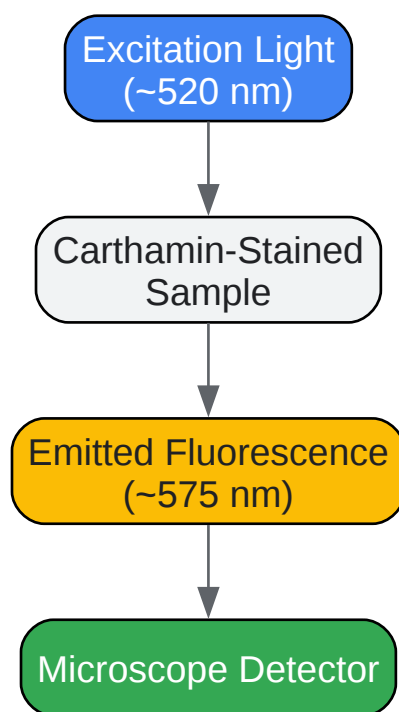 Excitation Light
(~520 nm)
Carthamin-Stained
Sample
Emitted Fluorescence
(~575 nm)
Microscope Detector